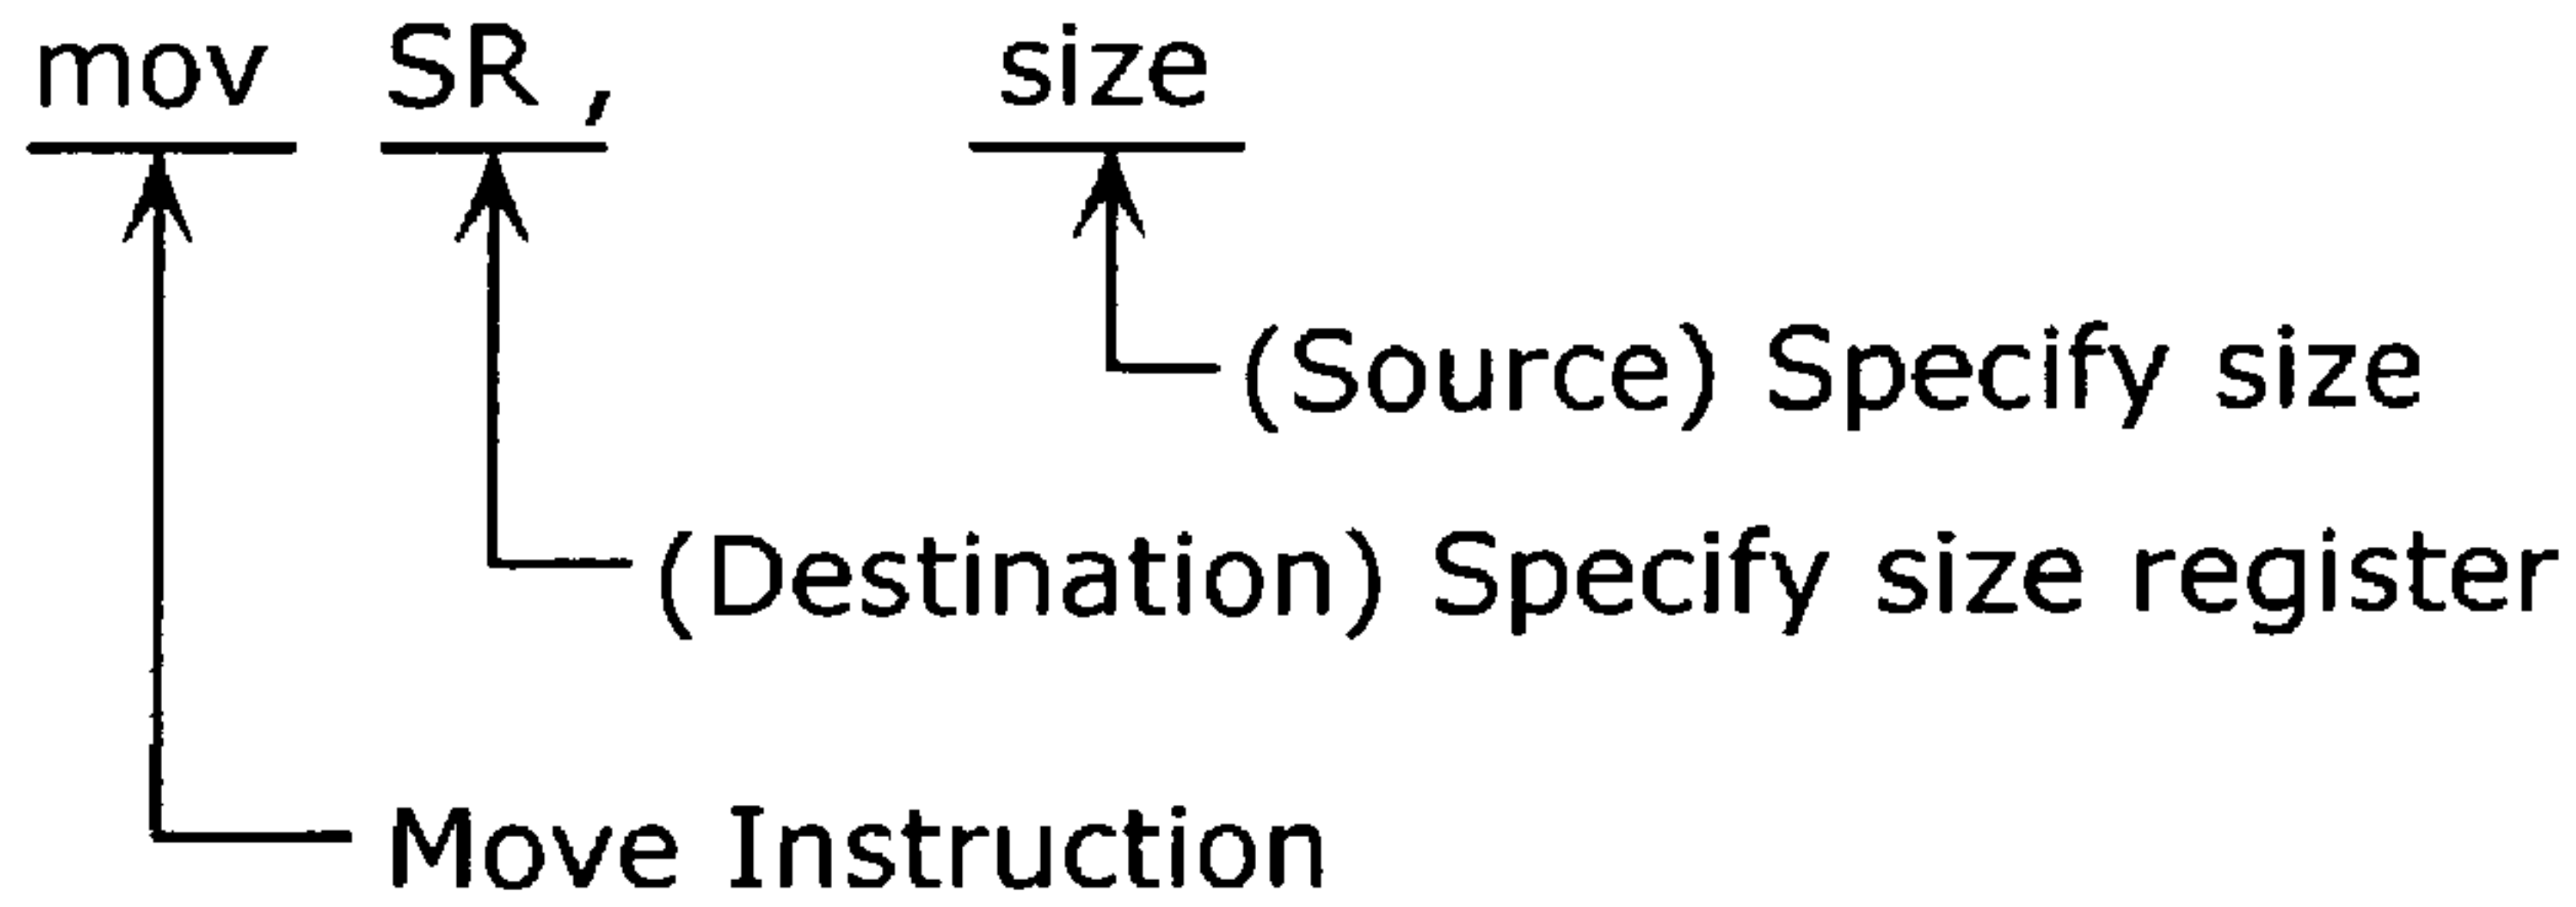 mov SR , size
(Source) Specify size
(Destination) Specify size register
Move Instruction